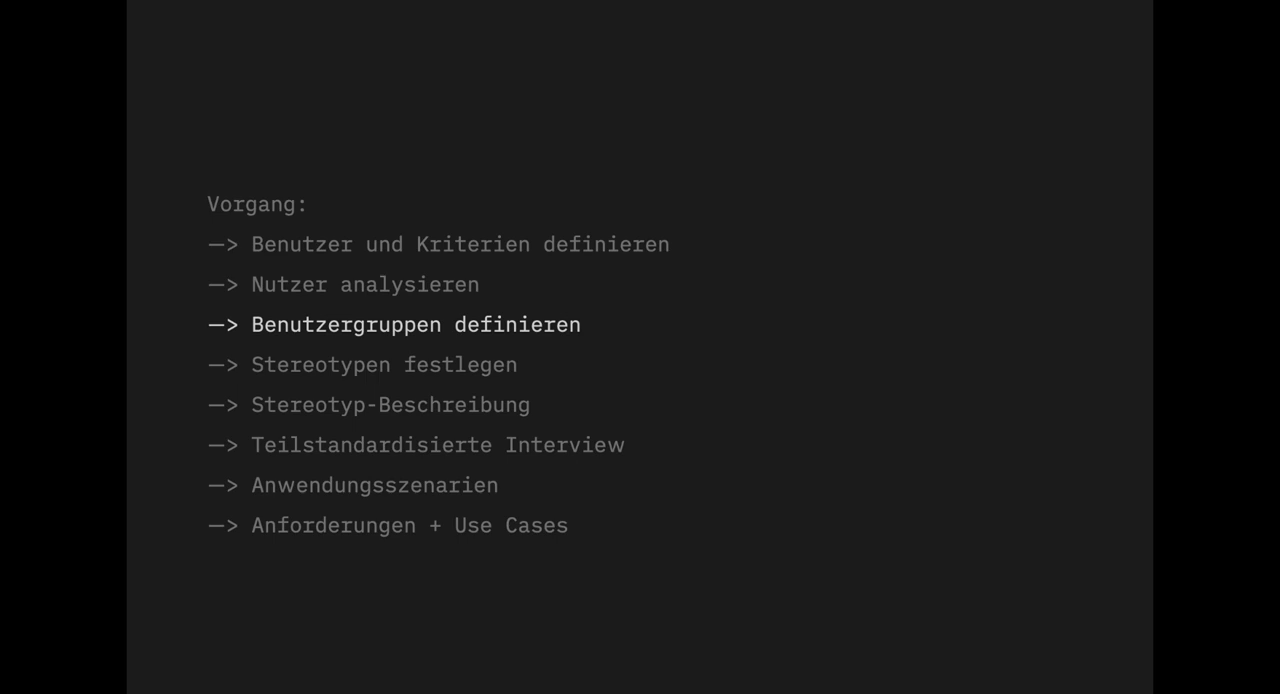 Vorgang:
—> Benutzer und Kriterien definieren
—> Nutzer analysieren
—> Benutzergruppen definieren
—> Stereotypen festlegen
—> Stereotyp-Beschreibung
—> Teilstandardisierte Interview
—> Anwendungsszenarien
—> Anforderungen + Use Cases